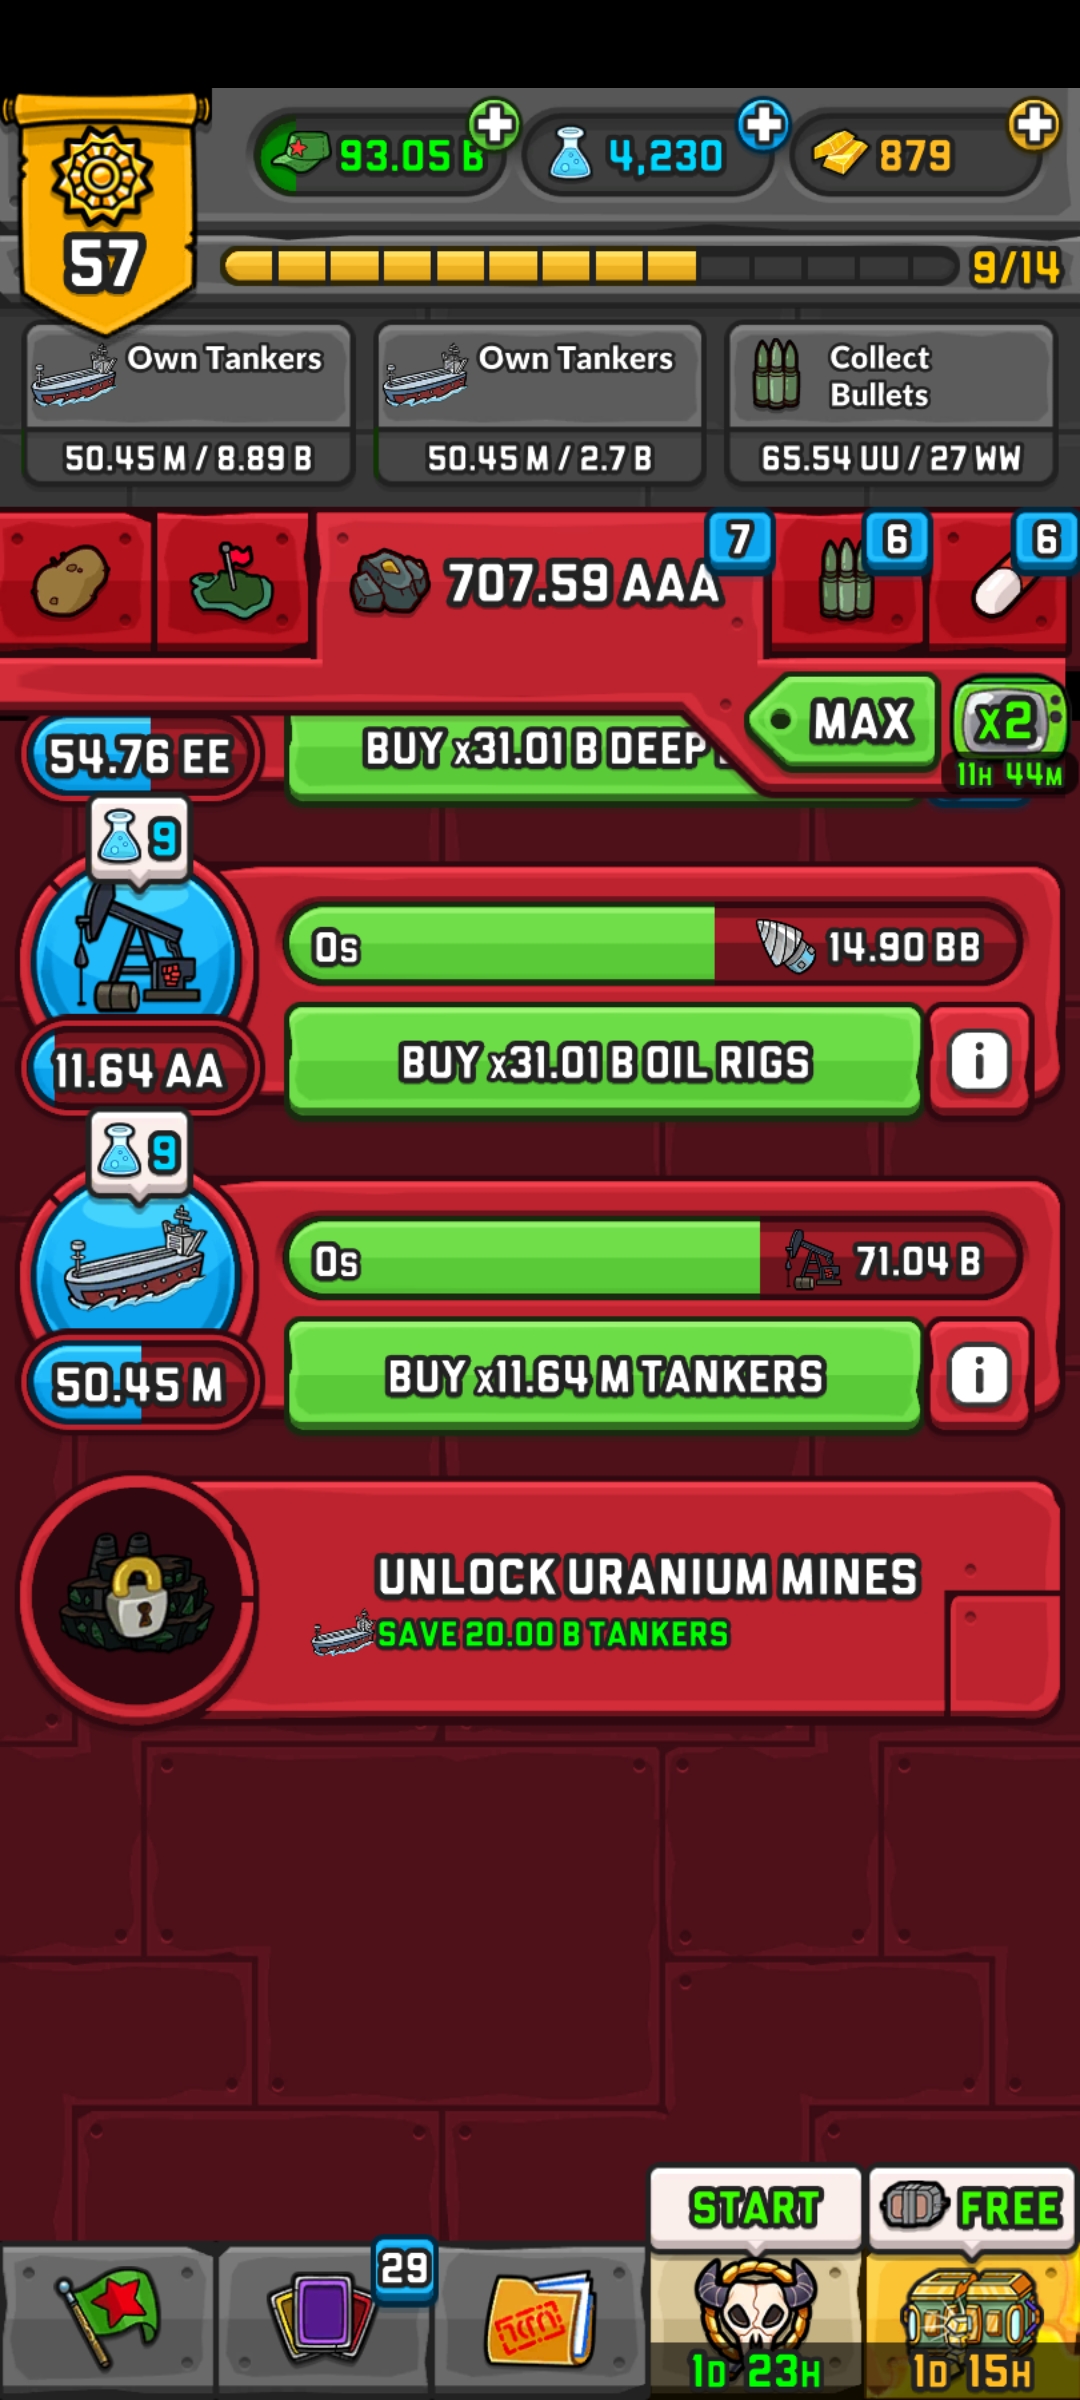 93.05 B
4,230
879
57
9/14
Own Tankers
Own Tankers
Collect
Bullets
50.45 M / 8.89 B
50.45 M / 2.7 B
65.54 UU / 27 WW
707.59 AAA
7
6
6
MAX
x2
11H 44M
54.76 EE
BUY x31.01 B DEEP
9
0s
14.90 BB
11.64 AA
BUY x31.01 B OIL RIGS
i
9
0s
71.04 B
50.45 M
BUY x11.64 M TANKERS
i
UNLOCK URANIUM MINES
SAVE 20.00 B TANKERS
START
FREE
29
1D 23H
1D 15H